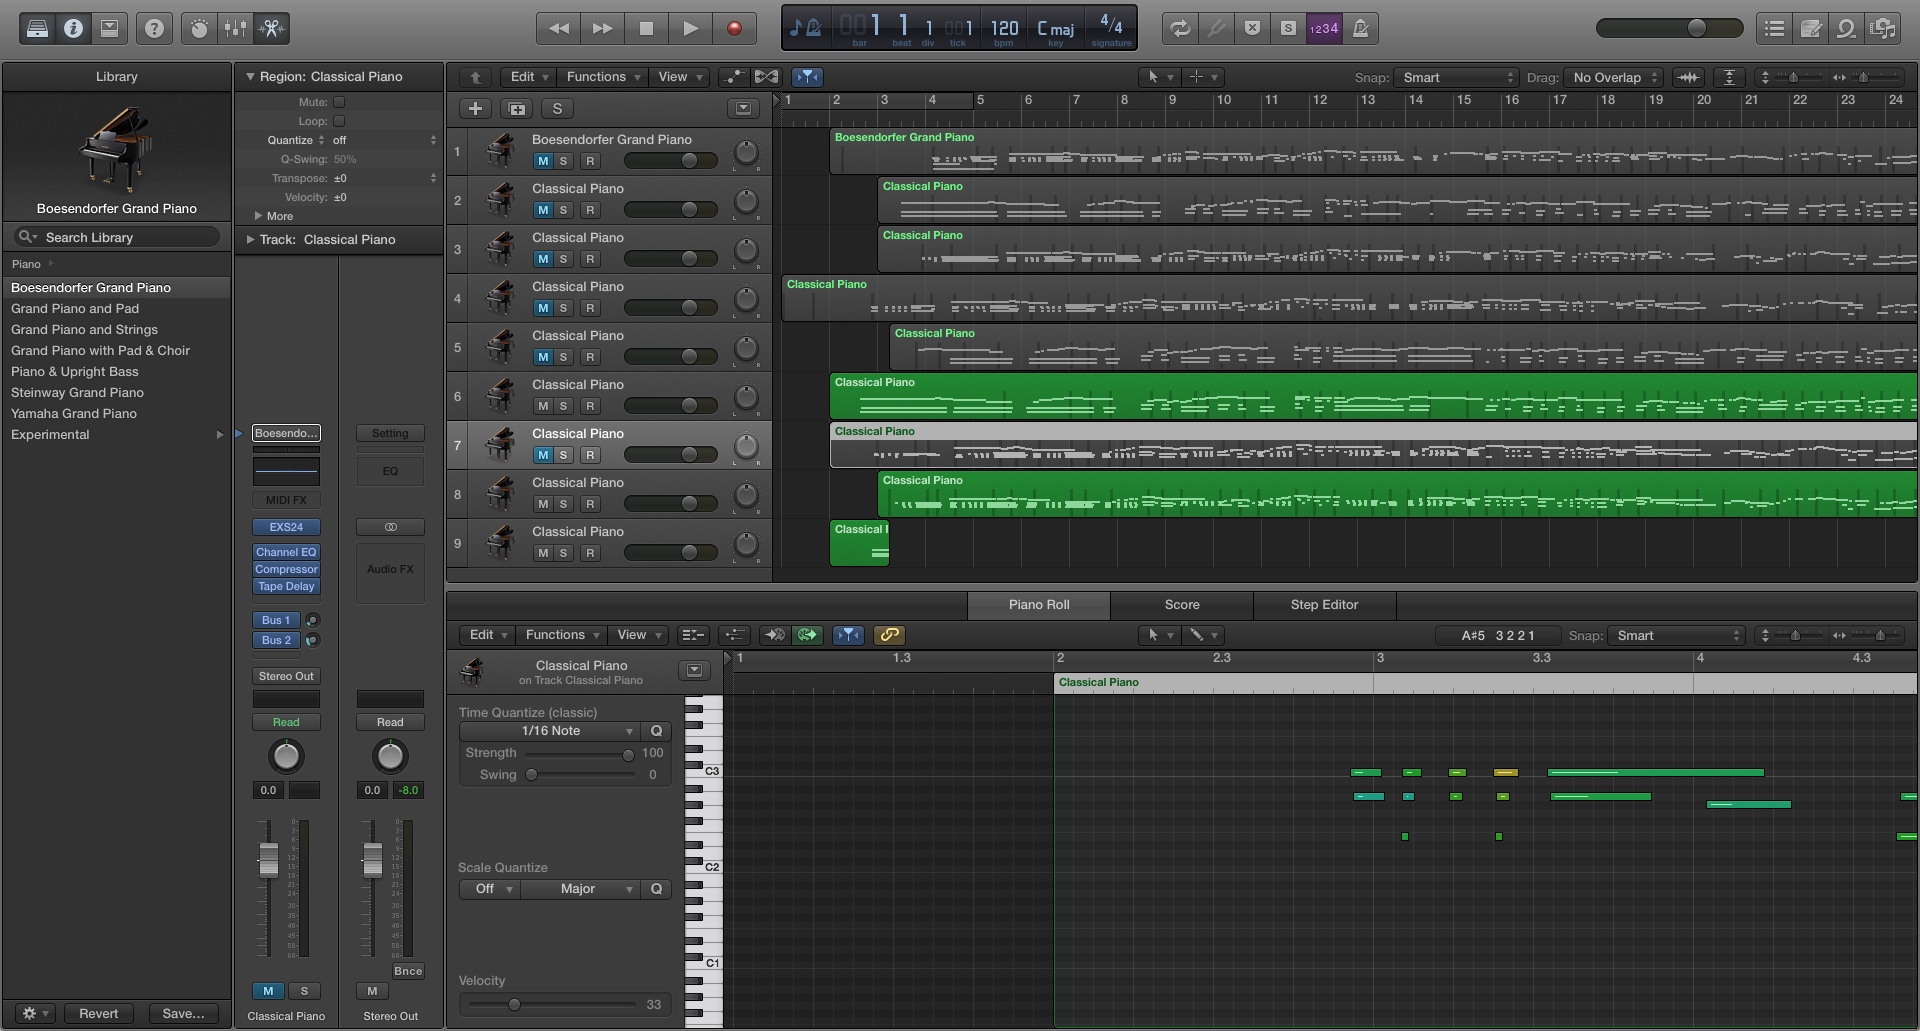 1 1 1 1 120 C maj 4/4
bar beat div tick bpm key signature
1234
Library
Boesendorfer Grand Piano
Search Library
Piano
Boesendorfer Grand Piano
Grand Piano and Pad
Grand Piano and Strings
Grand Piano with Pad & Choir
Piano & Upright Bass
Steinway Grand Piano
Yamaha Grand Piano
Experimental
Revert Save...
Region: Classical Piano
Mute:
Loop:
Quantize off
Q-Swing: 50%
Transpose: ±0
Velocity: ±0
More
Track: Classical Piano
Boesendo... Setting
EQ
MIDI FX
EXS24
Channel EQ
Compressor Audio FX
Tape Delay
Bus 1
Bus 2
Stereo Out
Read Read
0.0 0.0 -8.0
Bnce
M S M
Classical Piano Stereo Out
Edit Functions View Snap: Smart Drag: No Overlap
S
1 2 3 4 5 6 7 8 9 10 11 12 13 14 15 16 17 18 19 20 21 22 23 24
1 Boesendorfer Grand Piano M S R Boesendorfer Grand Piano
2 Classical Piano M S R Classical Piano
3 Classical Piano M S R Classical Piano
4 Classical Piano M S R Classical Piano
5 Classical Piano M S R Classical Piano
6 Classical Piano M S R Classical Piano
7 Classical Piano M S R Classical Piano
8 Classical Piano M S R Classical Piano
9 Classical Piano M S R Classical
Piano Roll Score Step Editor
Edit Functions View A#5 3 2 2 1 Snap: Smart
1 1.3 2 2.3 3 3.3 4 4.3
Classical Piano
on Track Classical Piano
Classical Piano
Time Quantize (classic)
1/16 Note Q
Strength 100
Swing 0
C3
Scale Quantize
C2
Off Major Q
C1
Velocity
33